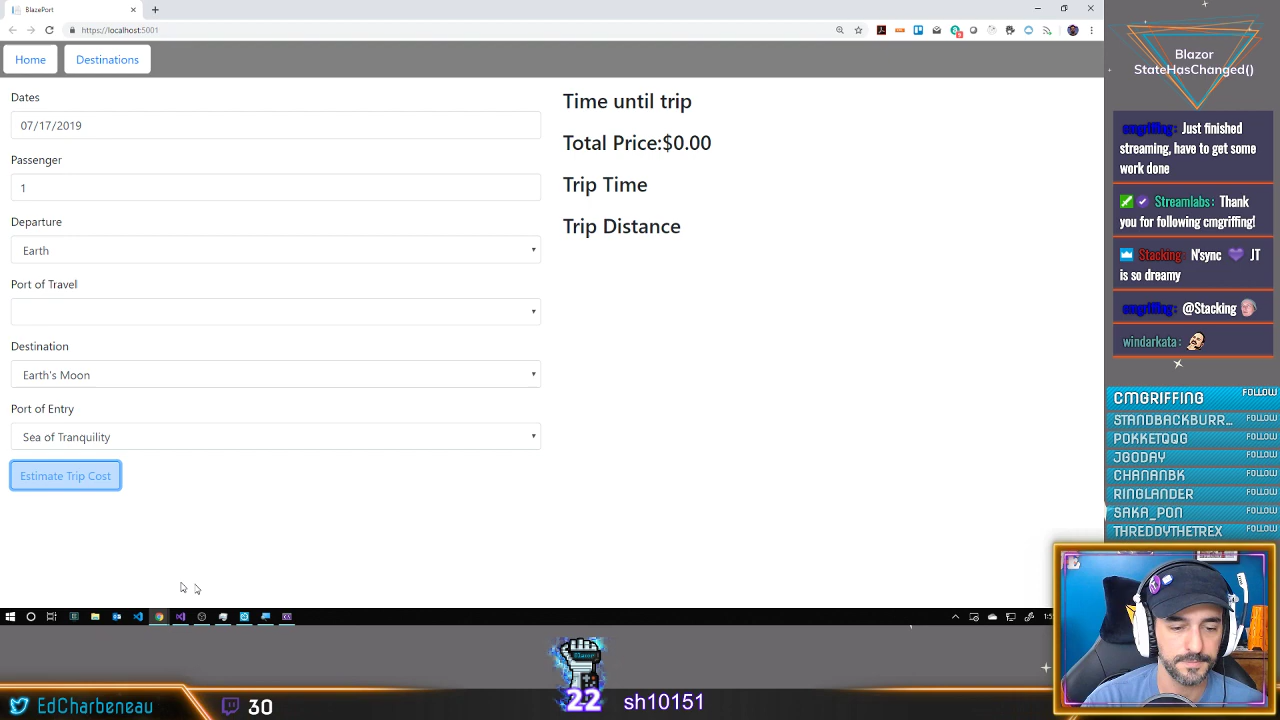 BlazePort
https://localhost:5001
Home
Destinations
Dates
07/17/2019
Passenger
1
Departure
Earth
Port of Travel
Destination
Earth's Moon
Port of Entry
Sea of Tranquility
Estimate Trip Cost
Time until trip
Total Price:$0.00
Trip Time
Trip Distance
Blazor
StateHasChanged()
cmgriffing: Just finished
streaming, have to get some
work done
Streamlabs: Thank
you for following cmgriffing!
Stacking: N'sync JT
is so dreamy
cmgriffing: @Stacking
windarkata:
CMGRIFFING FOLLOW
STANDBACKBURR... FOLLOW
POKKETQQG FOLLOW
JGODAY FOLLOW
CHANANBK FOLLOW
RINGLANDER FOLLOW
SAKA_PON FOLLOW
THREDDYTHETREX FOLLOW
EdCharbeneau
30
Blazor
22
sh10151